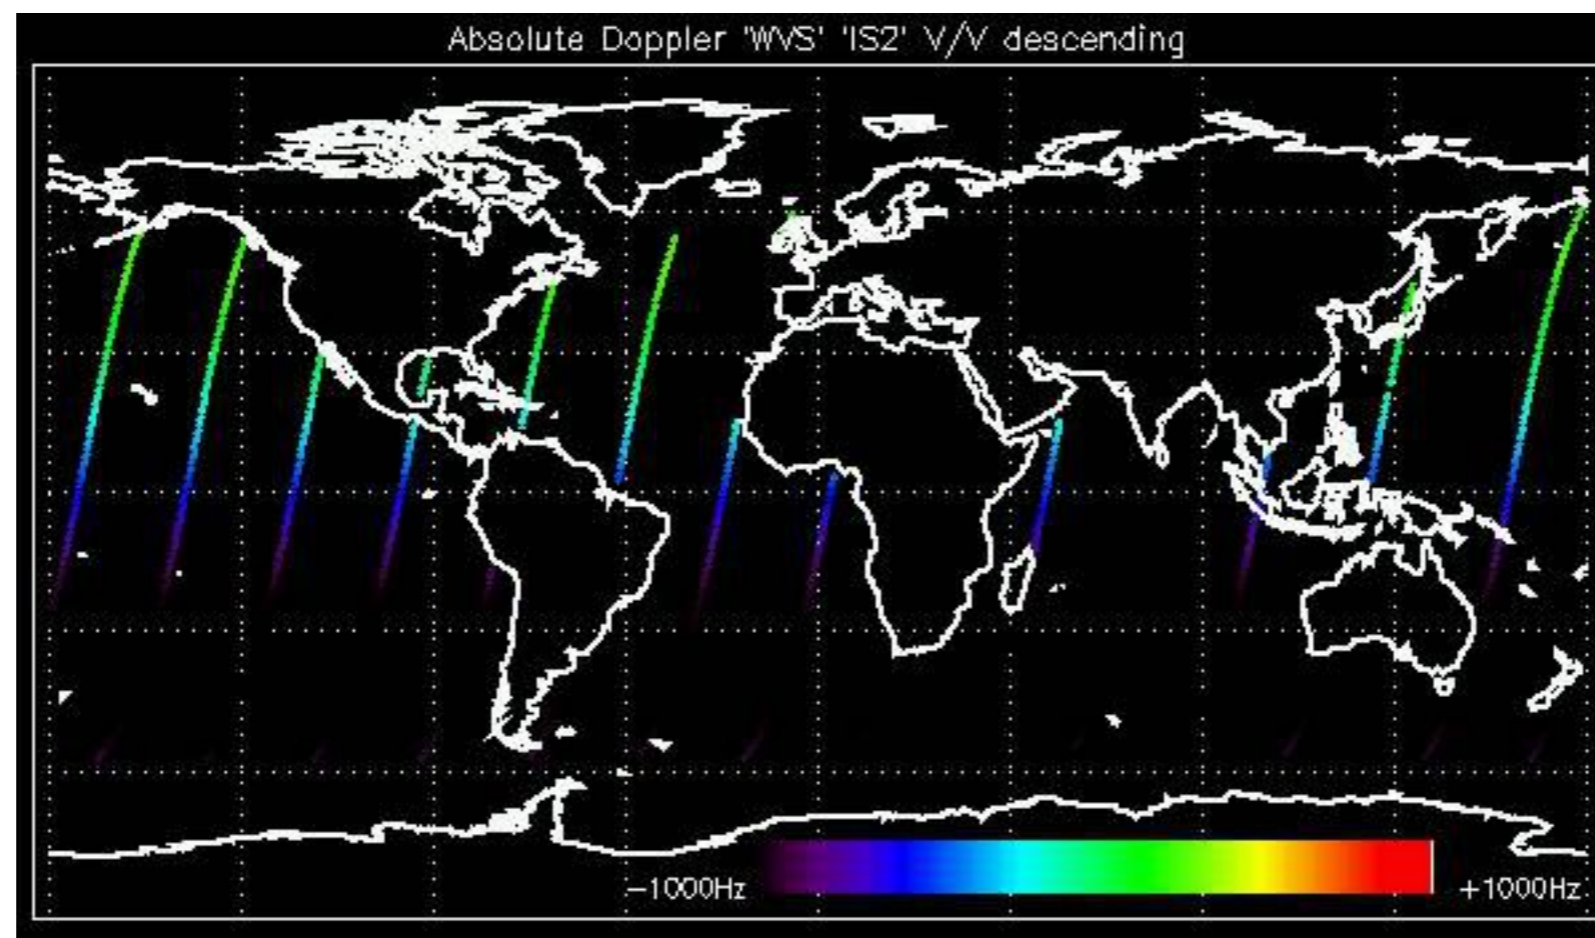 Absolute Doppler 'WVS' 'IS2' V/V descending
−1000Hz +1000Hz